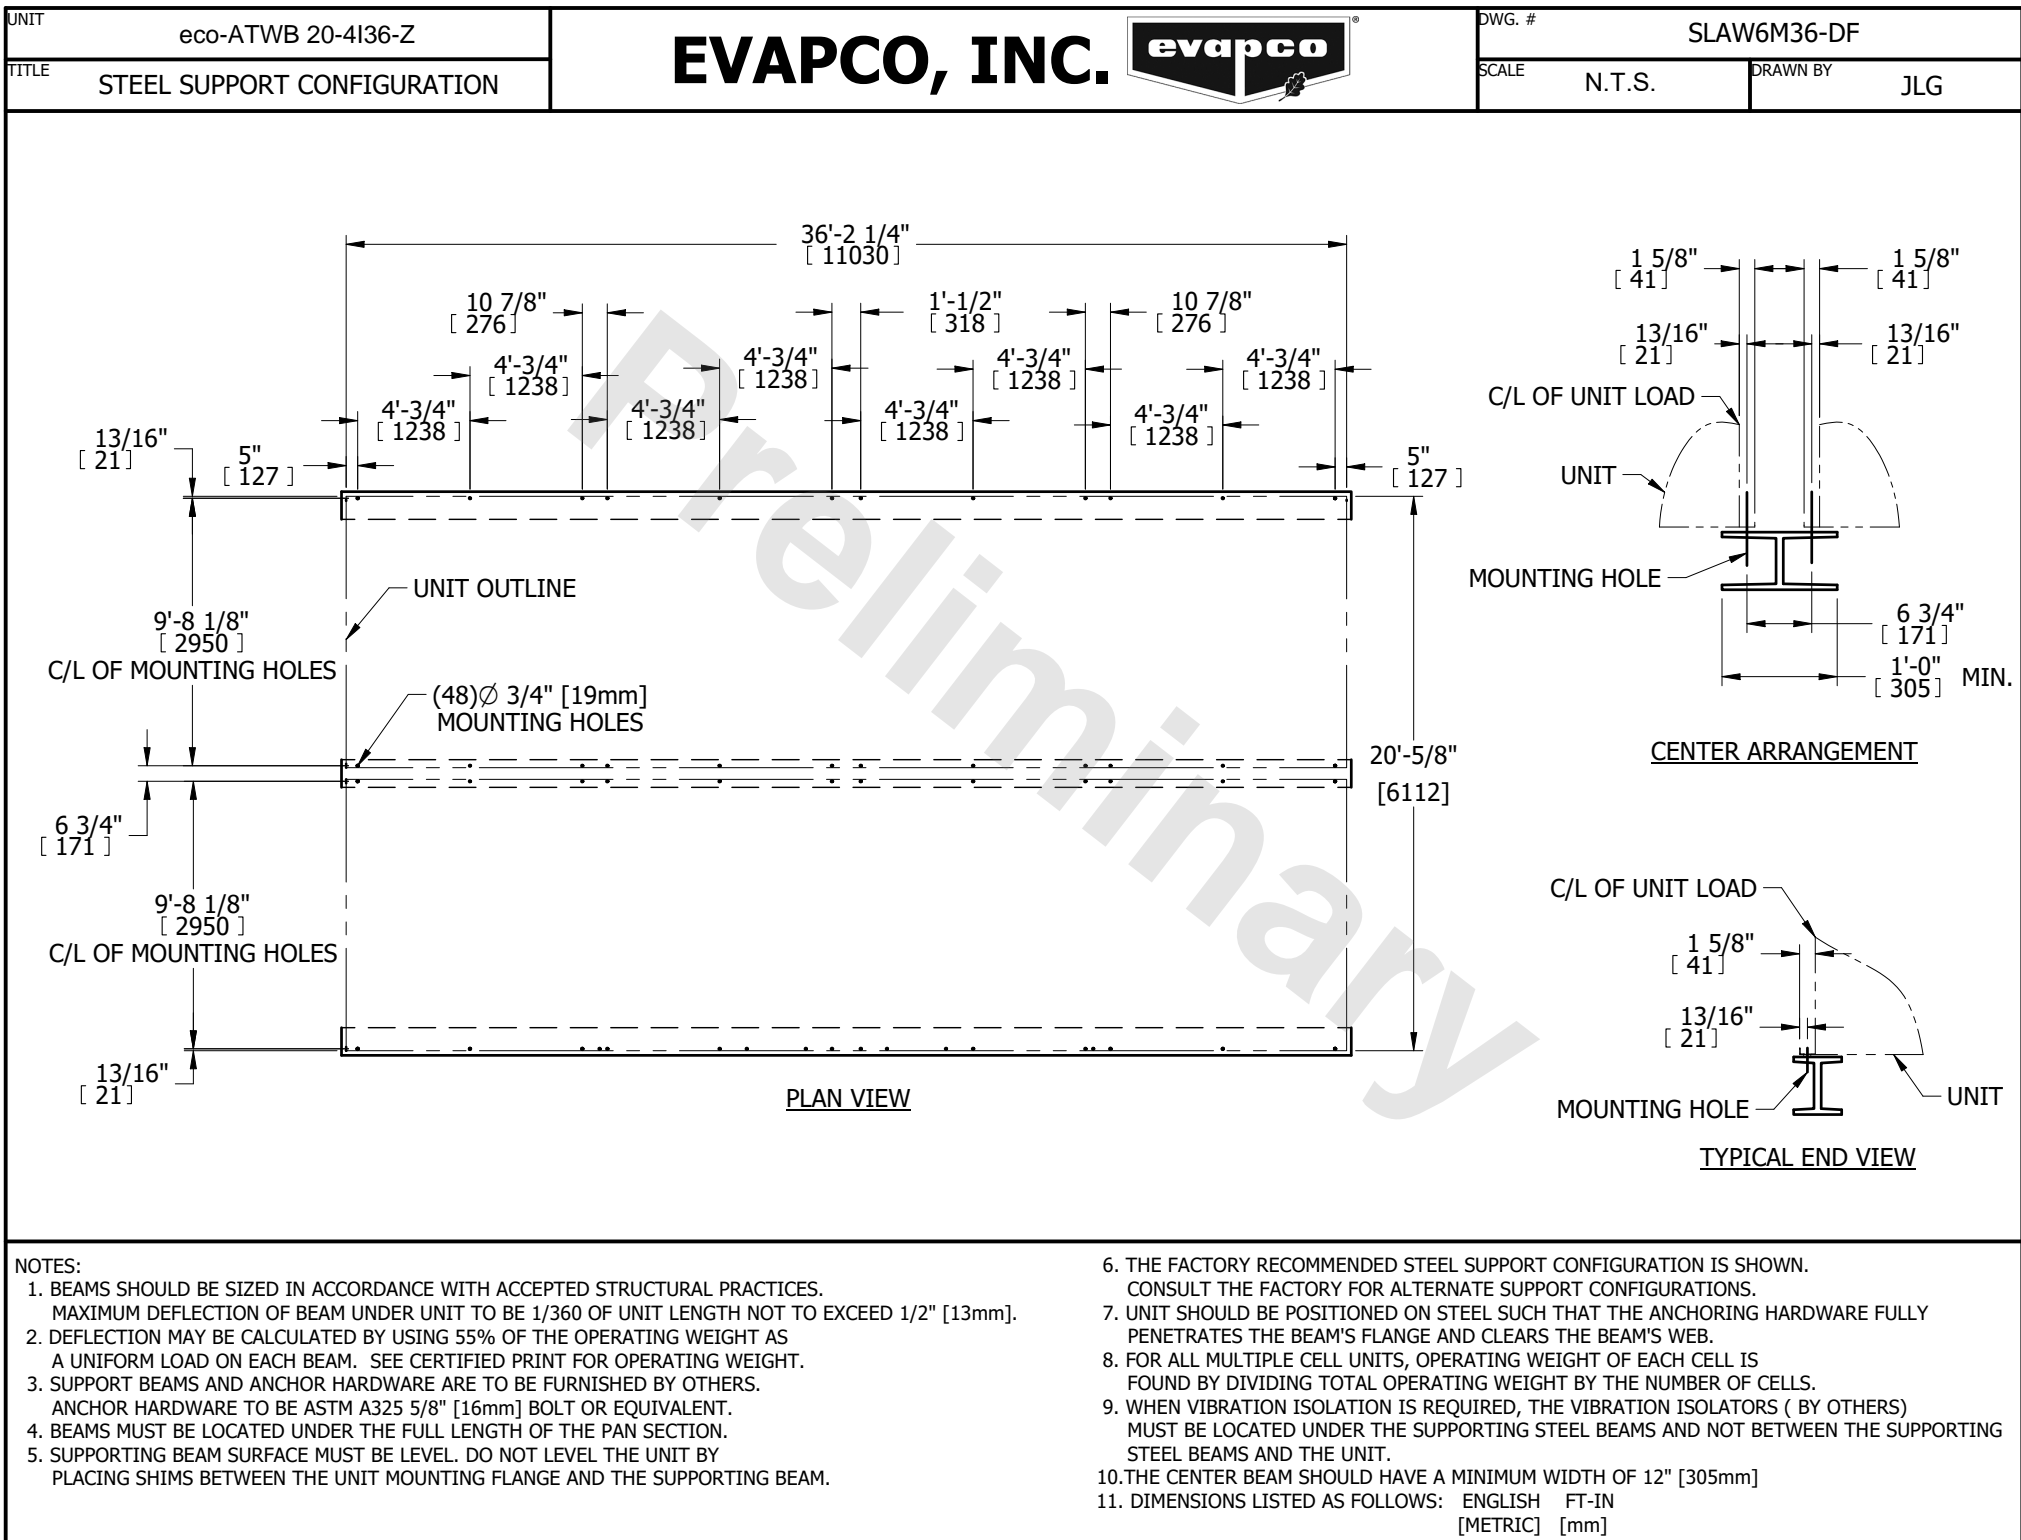 UNIT
eco-ATWB 20-4I36-Z
TITLE
STEEL SUPPORT CONFIGURATION
EVAPCO, INC.
evapco
®
DWG. #
SLAW6M36-DF
SCALE
N.T.S.
DRAWN BY
JLG
36'-2 1/4"
[ 11030 ]
10 7/8"
[ 276 ]
1'-1/2"
[ 318 ]
10 7/8"
[ 276 ]
4'-3/4"
[ 1238 ]
4'-3/4"
[ 1238 ]
4'-3/4"
[ 1238 ]
4'-3/4"
[ 1238 ]
4'-3/4"
[ 1238 ]
4'-3/4"
[ 1238 ]
4'-3/4"
[ 1238 ]
4'-3/4"
[ 1238 ]
13/16"
[ 21 ]
5"
[ 127 ]
5"
[ 127 ]
UNIT OUTLINE
9'-8 1/8"
[ 2950 ]
C/L OF MOUNTING HOLES
(48)Ø 3/4" [19mm]
MOUNTING HOLES
20'-5/8"
[6112]
6 3/4"
[ 171 ]
9'-8 1/8"
[ 2950 ]
C/L OF MOUNTING HOLES
13/16"
[ 21 ]
PLAN VIEW
Preliminary
1 5/8"
[ 41 ]
1 5/8"
[ 41 ]
13/16"
[ 21 ]
13/16"
[ 21 ]
C/L OF UNIT LOAD
UNIT
MOUNTING HOLE
6 3/4"
[ 171 ]
1'-0"
[ 305 ] MIN.
CENTER ARRANGEMENT
C/L OF UNIT LOAD
1 5/8"
[ 41 ]
13/16"
[ 21 ]
MOUNTING HOLE
UNIT
TYPICAL END VIEW
NOTES:
1. BEAMS SHOULD BE SIZED IN ACCORDANCE WITH ACCEPTED STRUCTURAL PRACTICES.
MAXIMUM DEFLECTION OF BEAM UNDER UNIT TO BE 1/360 OF UNIT LENGTH NOT TO EXCEED 1/2" [13mm].
2. DEFLECTION MAY BE CALCULATED BY USING 55% OF THE OPERATING WEIGHT AS
A UNIFORM LOAD ON EACH BEAM. SEE CERTIFIED PRINT FOR OPERATING WEIGHT.
3. SUPPORT BEAMS AND ANCHOR HARDWARE ARE TO BE FURNISHED BY OTHERS.
ANCHOR HARDWARE TO BE ASTM A325 5/8" [16mm] BOLT OR EQUIVALENT.
4. BEAMS MUST BE LOCATED UNDER THE FULL LENGTH OF THE PAN SECTION.
5. SUPPORTING BEAM SURFACE MUST BE LEVEL. DO NOT LEVEL THE UNIT BY
PLACING SHIMS BETWEEN THE UNIT MOUNTING FLANGE AND THE SUPPORTING BEAM.
6. THE FACTORY RECOMMENDED STEEL SUPPORT CONFIGURATION IS SHOWN.
CONSULT THE FACTORY FOR ALTERNATE SUPPORT CONFIGURATIONS.
7. UNIT SHOULD BE POSITIONED ON STEEL SUCH THAT THE ANCHORING HARDWARE FULLY
PENETRATES THE BEAM'S FLANGE AND CLEARS THE BEAM'S WEB.
8. FOR ALL MULTIPLE CELL UNITS, OPERATING WEIGHT OF EACH CELL IS
FOUND BY DIVIDING TOTAL OPERATING WEIGHT BY THE NUMBER OF CELLS.
9. WHEN VIBRATION ISOLATION IS REQUIRED, THE VIBRATION ISOLATORS ( BY OTHERS)
MUST BE LOCATED UNDER THE SUPPORTING STEEL BEAMS AND NOT BETWEEN THE SUPPORTING
STEEL BEAMS AND THE UNIT.
10.THE CENTER BEAM SHOULD HAVE A MINIMUM WIDTH OF 12" [305mm]
11. DIMENSIONS LISTED AS FOLLOWS: ENGLISH FT-IN
[METRIC] [mm]